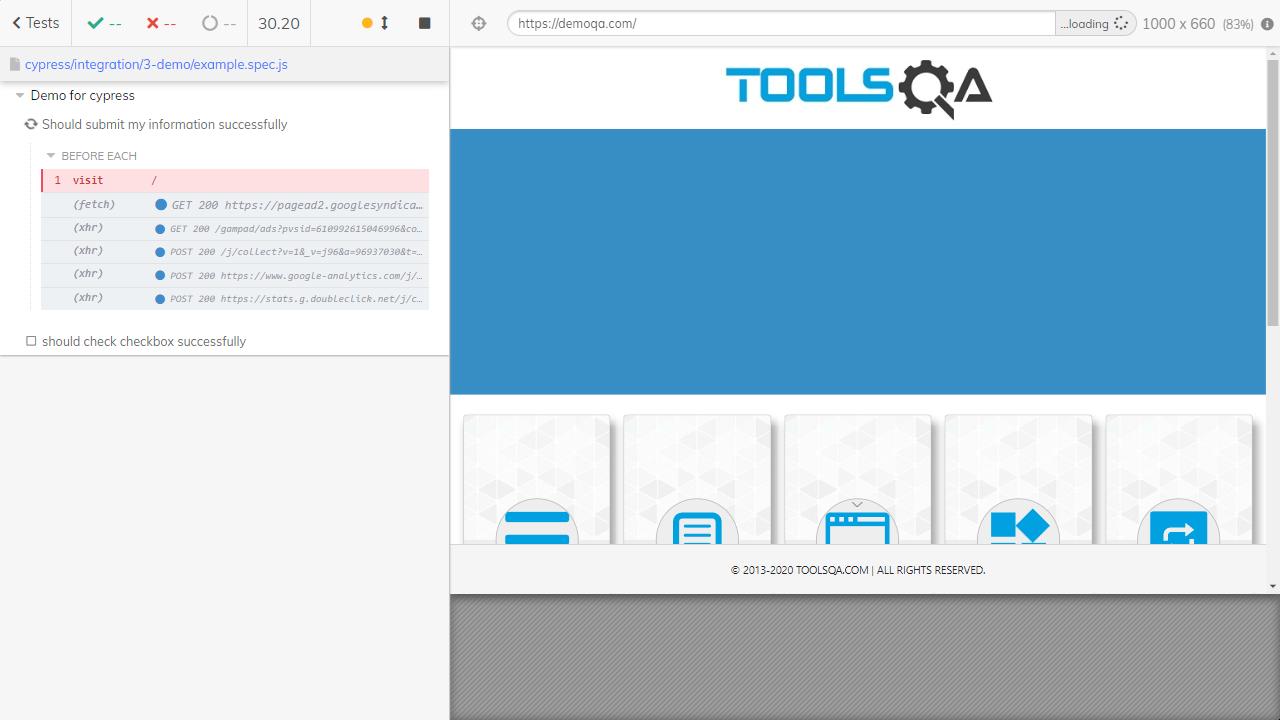 Tests
--
--
--
30.20
https://demoqa.com/
...loading
1000 x 660 (83%)
cypress/integration/3-demo/example.spec.js
Demo for cypress
Should submit my information successfully
BEFORE EACH
1 visit /
(fetch) GET 200 https://pagead2.googlesyndica...
(xhr) GET 200 /gampad/ads?pvsid=610992615046996&co...
(xhr) POST 200 /j/collect?v=1&_v=j96&a=96937030&t=...
(xhr) POST 200 https://www.google-analytics.com/j/...
(xhr) POST 200 https://stats.g.doubleclick.net/j/c...
should check checkbox successfully
TOOLSQA
© 2013-2020 TOOLSQA.COM | ALL RIGHTS RESERVED.